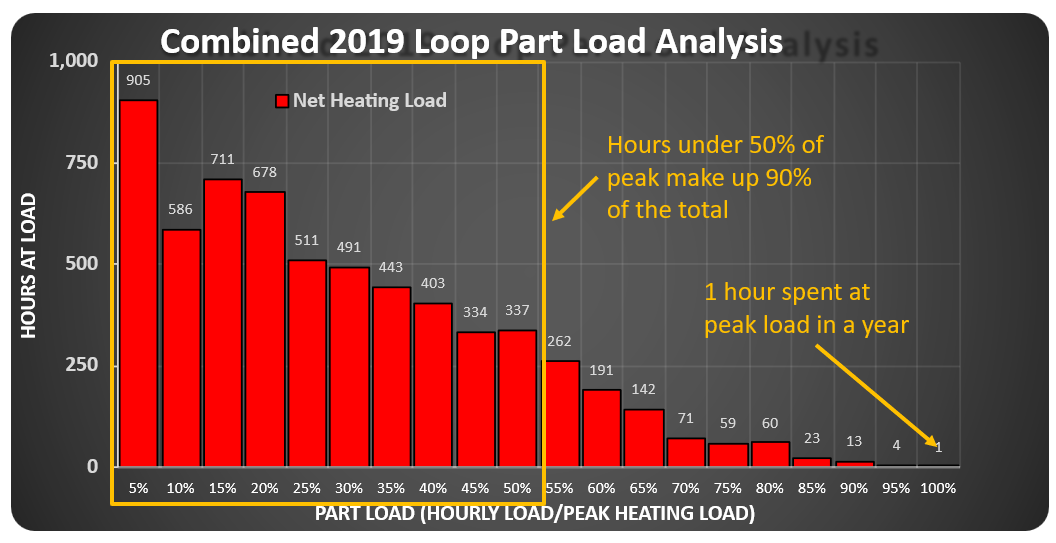 Combined 2019 Loop Part Load Analysis
1,000
750
500
250
0
HOURS AT LOAD
Net Heating Load
905
586
711
678
511
491
443
403
334
337
262
191
142
71
59
60
23
13
4
1
Hours under 50% of
peak make up 90%
of the total
1 hour spent at
peak load in a year
5% 10% 15% 20% 25% 30% 35% 40% 45% 50% 55% 60% 65% 70% 75% 80% 85% 90% 95% 100%
PART LOAD (HOURLY LOAD/PEAK HEATING LOAD)